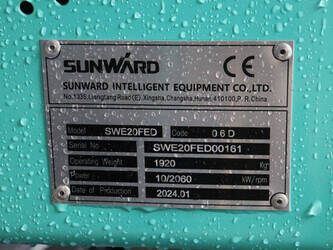 SUNWARD CE
SUNWARD INTELLIGENT EQUIPMENT CO.,LTD.
No.1335, Liangtang Road (E), Xingsha, Changsha, Hunan, 410100, P. R. China
Model SWE20FED Code 06D
Serial No SWE20FED00161
Operating Weight 1920 Kg
Power 10/2060 kW/rpm
Date of Production 2024.01